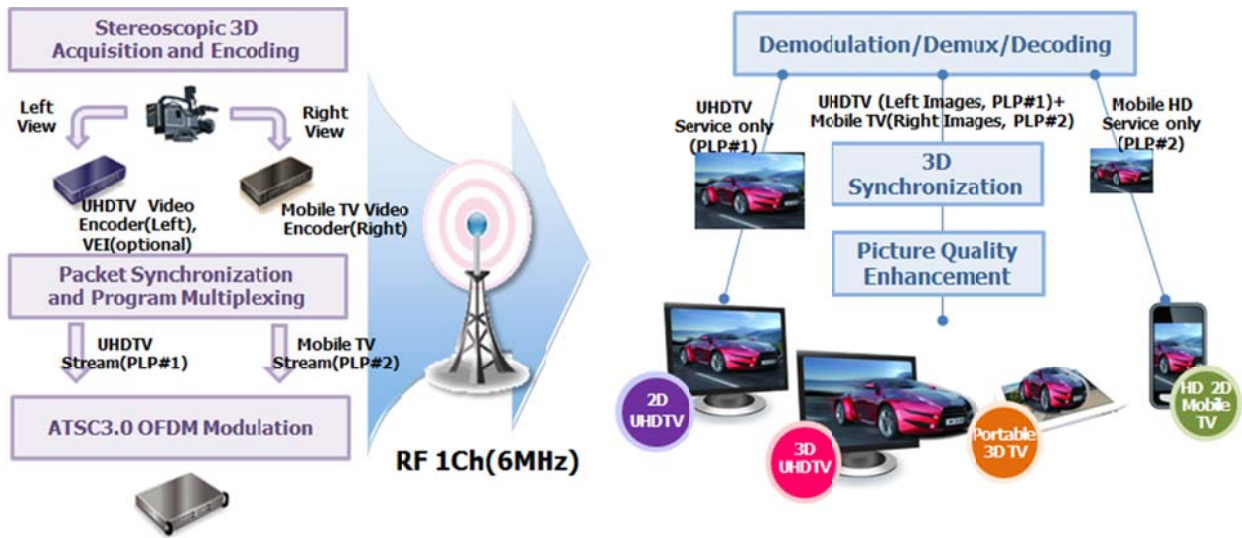 Stereoscopic 3D
Acquisition and Encoding
Left
View
Right
View
UHDTV Video
Encoder(Left),
VEI(optional)
Mobile TV Video
Encoder(Right)
Packet Synchronization
and Program Multiplexing
UHDTV
Stream(PLP#1)
Mobile TV
Stream(PLP#2)
ATSC3.0 OFDM Modulation
RF 1Ch(6MHz)
Demodulation/Demux/Decoding
UHDTV
Service only
(PLP#1)
UHDTV (Left Images, PLP#1)+
Mobile TV(Right Images, PLP#2)
Mobile HD
Service only
(PLP#2)
3D
Synchronization
Picture Quality
Enhancement
2D
UHDTV
3D
UHDTV
Portable
3D TV
HD 2D
Mobile
TV